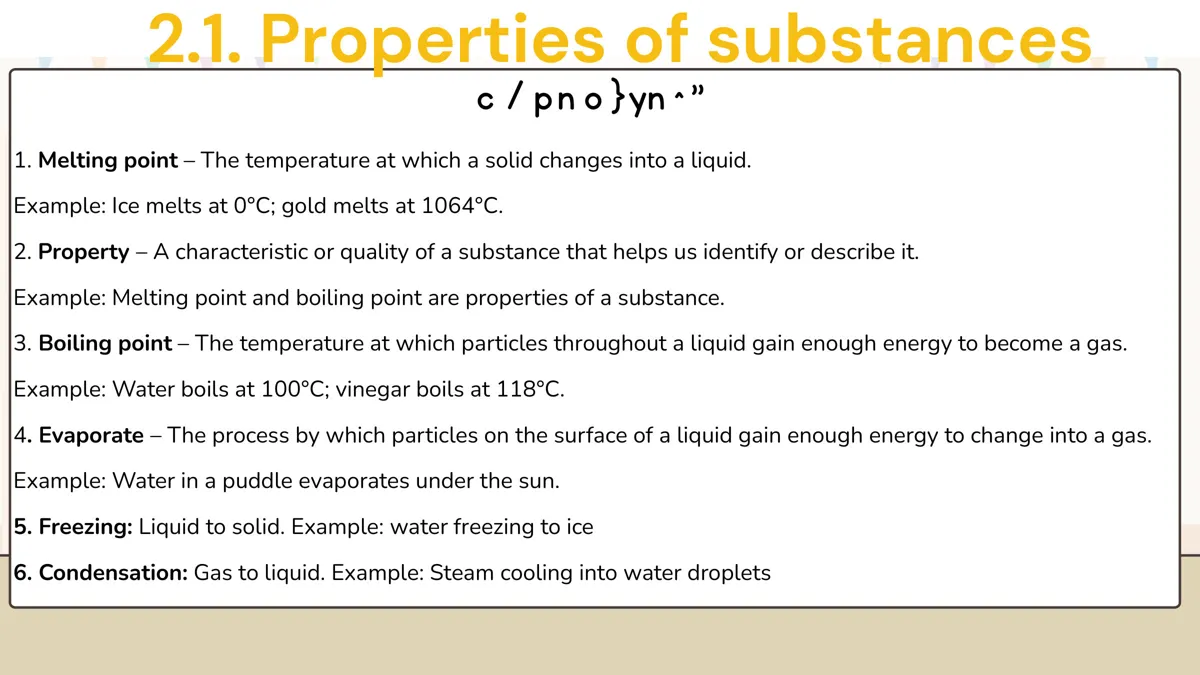 2.1. Properties of substances
c / p n o } y n ^ ”
1. Melting point – The temperature at which a solid changes into a liquid.
Example: Ice melts at 0°C; gold melts at 1064°C.
2. Property – A characteristic or quality of a substance that helps us identify or describe it.
Example: Melting point and boiling point are properties of a substance.
3. Boiling point – The temperature at which particles throughout a liquid gain enough energy to become a gas.
Example: Water boils at 100°C; vinegar boils at 118°C.
4. Evaporate – The process by which particles on the surface of a liquid gain enough energy to change into a gas.
Example: Water in a puddle evaporates under the sun.
5. Freezing: Liquid to solid. Example: water freezing to ice
6. Condensation: Gas to liquid. Example: Steam cooling into water droplets